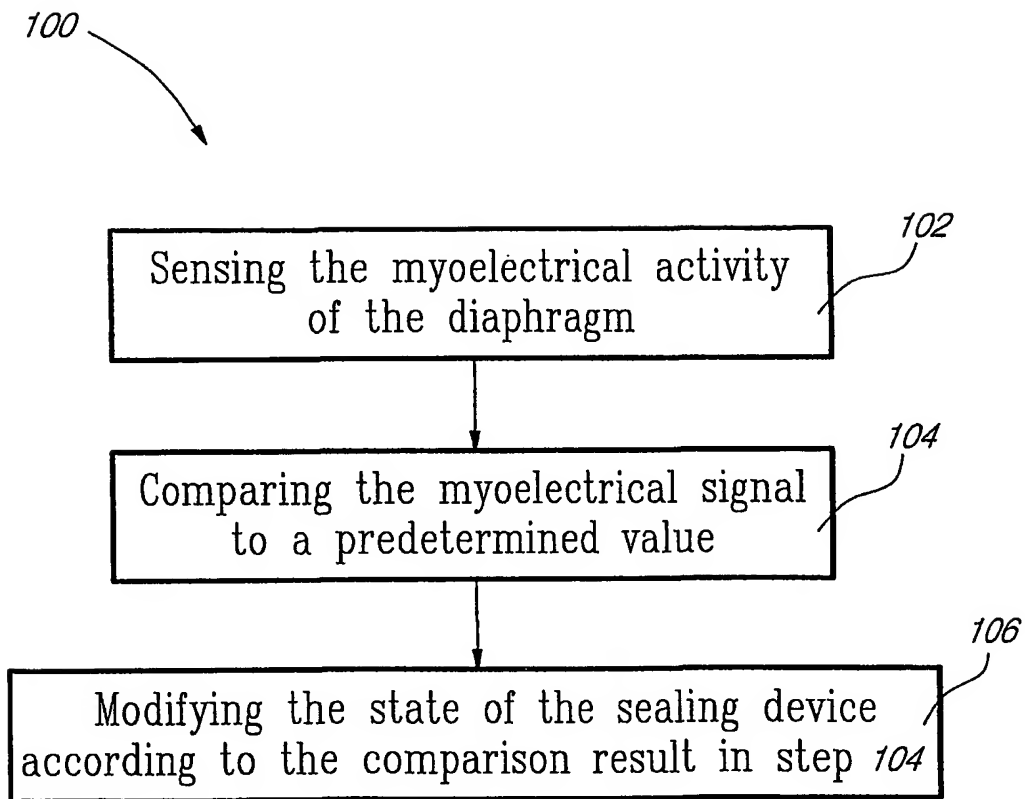 100
102
Sensing the myoelectrical activity
of the diaphragm
104
Comparing the myoelectrical signal
to a predetermined value
106
Modifying the state of the sealing device
according to the comparison result in step 104